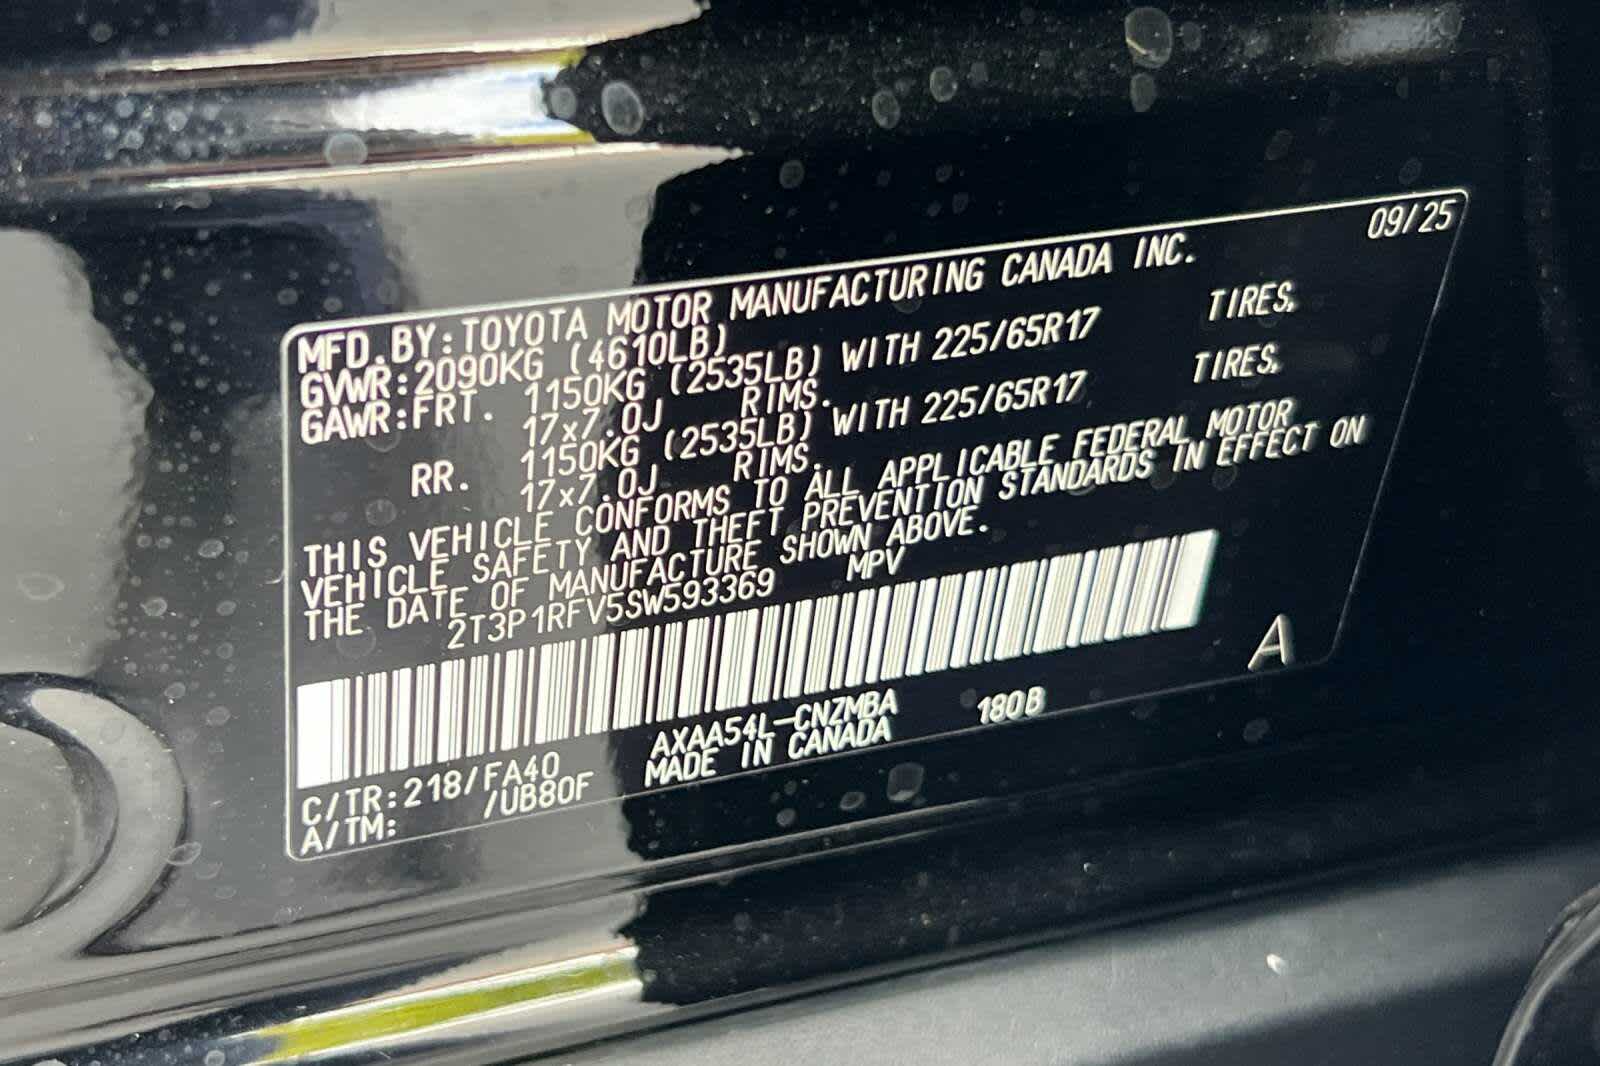 09/25
MFD.BY:TOYOTA MOTOR MANUFACTURING CANADA INC.
GVWR:2090KG (4610LB)
GAWR:FRT. 1150KG (2535LB) WITH 225/65R17 TIRES,
17x7.0J RIMS.
RR. 1150KG (2535LB) WITH 225/65R17 TIRES,
17x7.0J RIMS.
THIS VEHICLE CONFORMS TO ALL APPLICABLE FEDERAL MOTOR
VEHICLE SAFETY AND THEFT PREVENTION STANDARDS IN EFFECT ON
THE DATE OF MANUFACTURE SHOWN ABOVE.
2T3P1RFV5SW593369 MPV
A
C/TR:218/FA40 AXAA54L-CNZMBA 180B
A/TM: /UB80F MADE IN CANADA